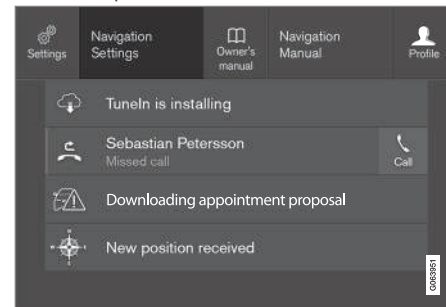 Settings
Navigation
Settings
Owner's
manual
Navigation
Manual
Profile
TuneIn is installing
Sebastian Petersson
Missed call
Call
Downloading appointment proposal
New position received
G063951